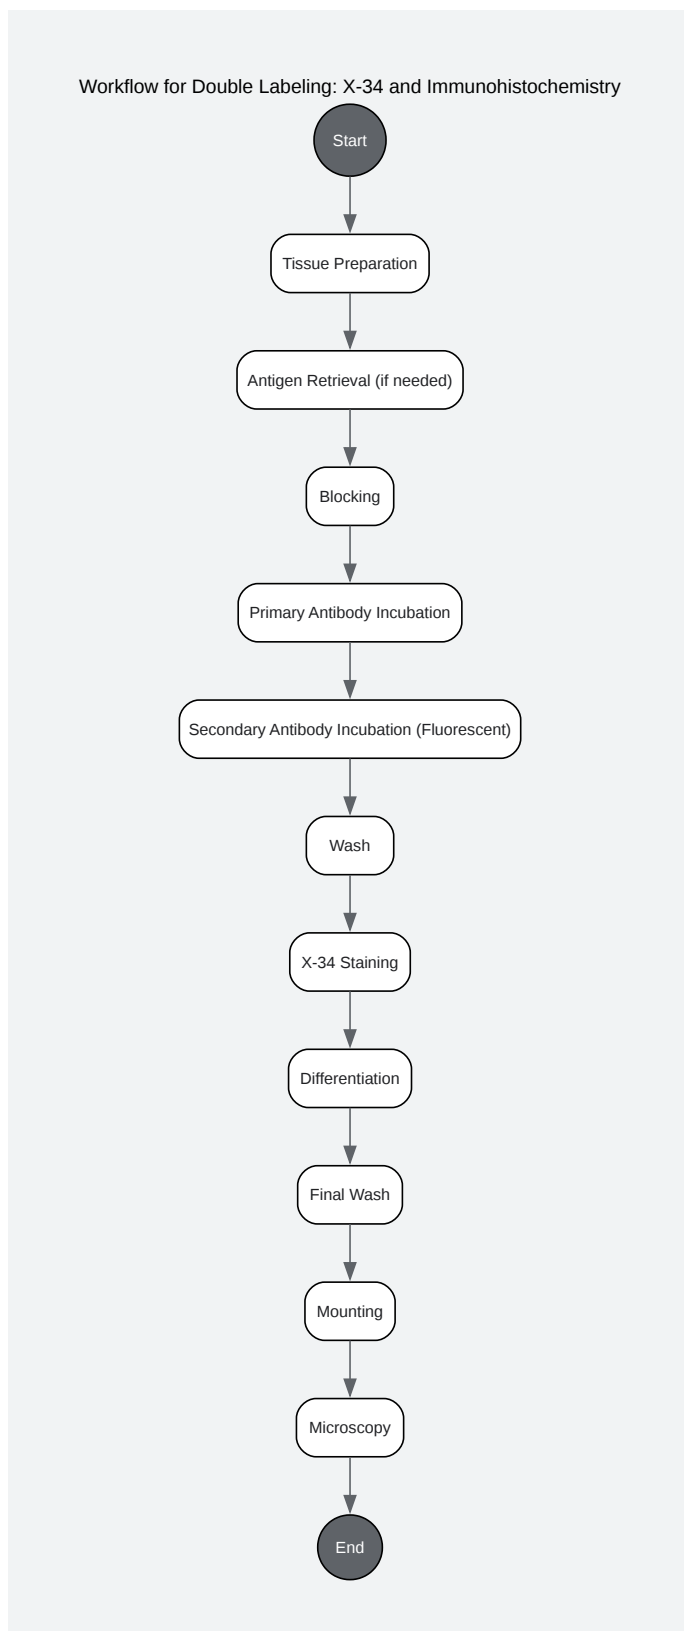 Workflow for Double Labeling: X-34 and Immunohistochemistry
Start
Tissue Preparation
Antigen Retrieval (if needed)
Blocking
Primary Antibody Incubation
Secondary Antibody Incubation (Fluorescent)
Wash
X-34 Staining
Differentiation
Final Wash
Mounting
Microscopy
End